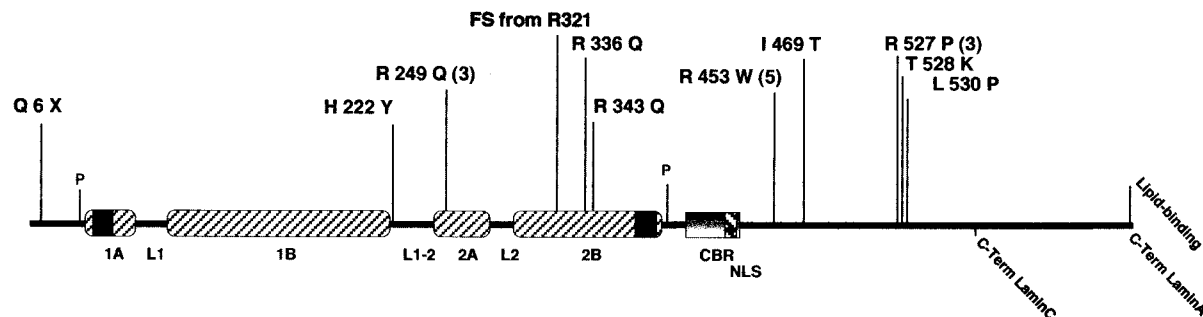 FS from R321
R 336 Q
I 469 T
R 527 P (3)
R 249 Q (3)
R 453 W (5)
T 528 K
L 530 P
Q 6 X
H 222 Y
R 343 Q
P
P
Lipid-binding
1A
L1
1B
L1-2
2A
L2
2B
CBR
NLS
C-Term LaminC
C-Term LaminA